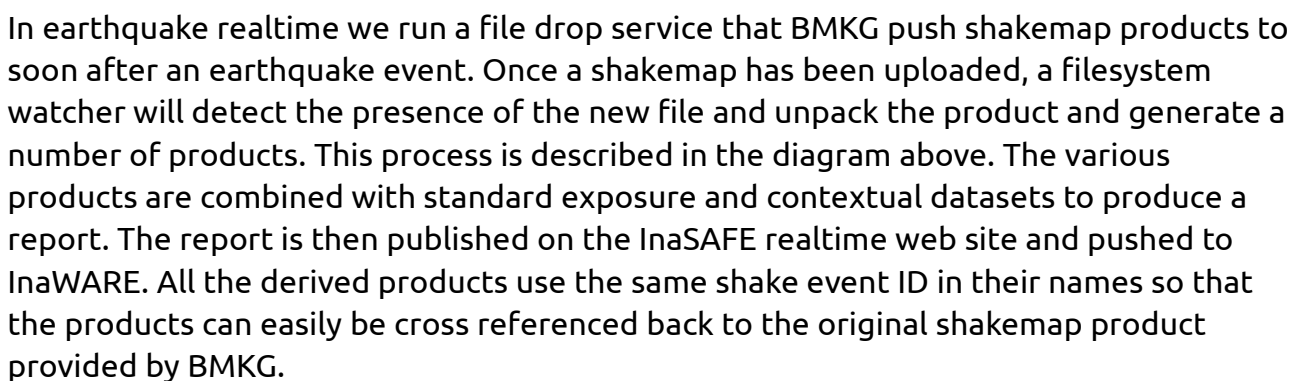 In earthquake realtime we run a file drop service that BMKG push shakemap products to
soon after an earthquake event. Once a shakemap has been uploaded, a filesystem
watcher will detect the presence of the new file and unpack the product and generate a
number of products. This process is described in the diagram above. The various
products are combined with standard exposure and contextual datasets to produce a
report. The report is then published on the InaSAFE realtime web site and pushed to
InaWARE. All the derived products use the same shake event ID in their names so that
the products can easily be cross referenced back to the original shakemap product
provided by BMKG.